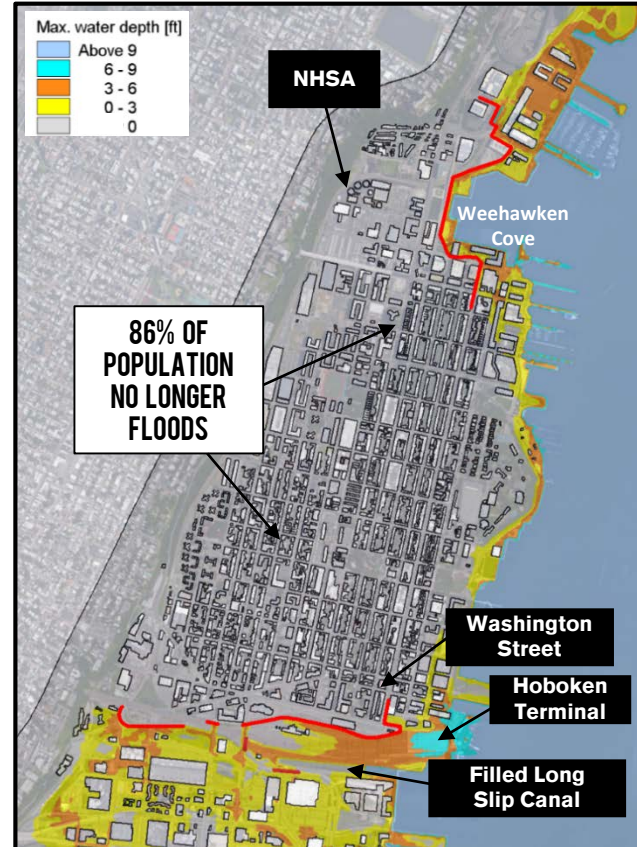 Max. water depth [ft]
Above 9
6 - 9
3 - 6
0 - 3
0
NHSA
Weehawken
Cove
86% OF
POPULATION
NO LONGER
FLOODS
Washington
Street
Hoboken
Terminal
Filled Long
Slip Canal